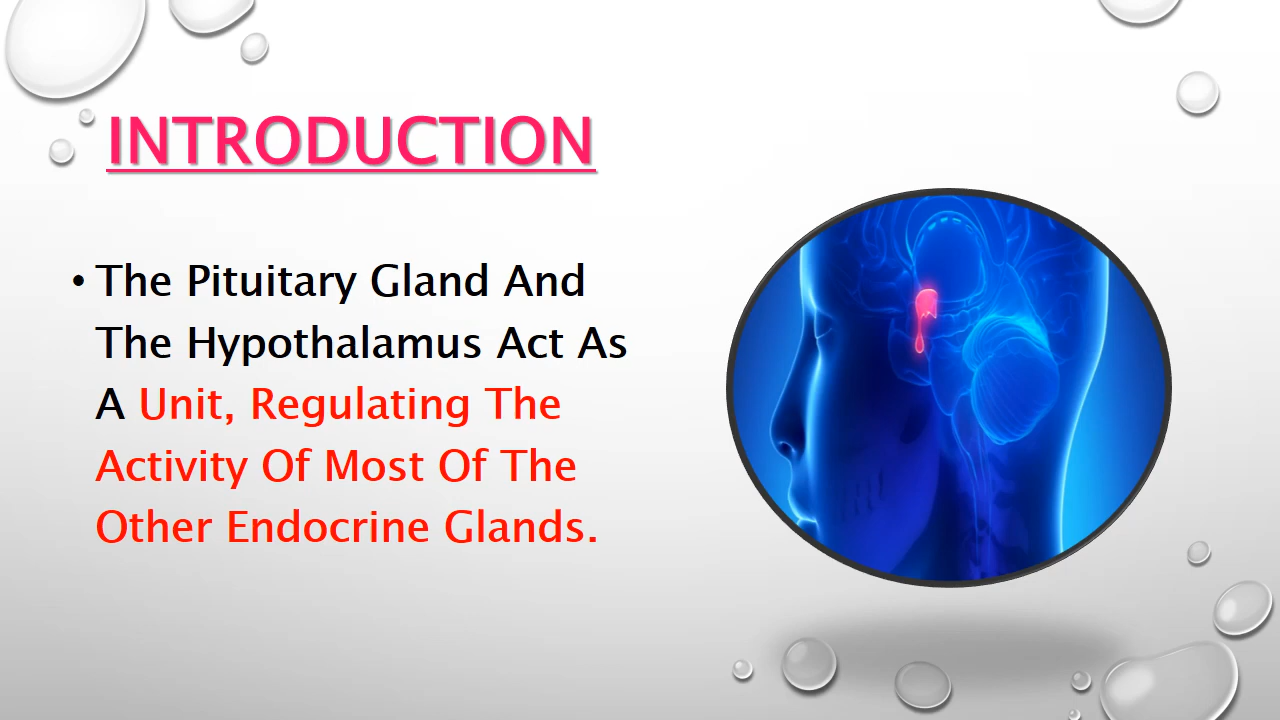 INTRODUCTION
• The Pituitary Gland And
The Hypothalamus Act As
A Unit, Regulating The
Activity Of Most Of The
Other Endocrine Glands.